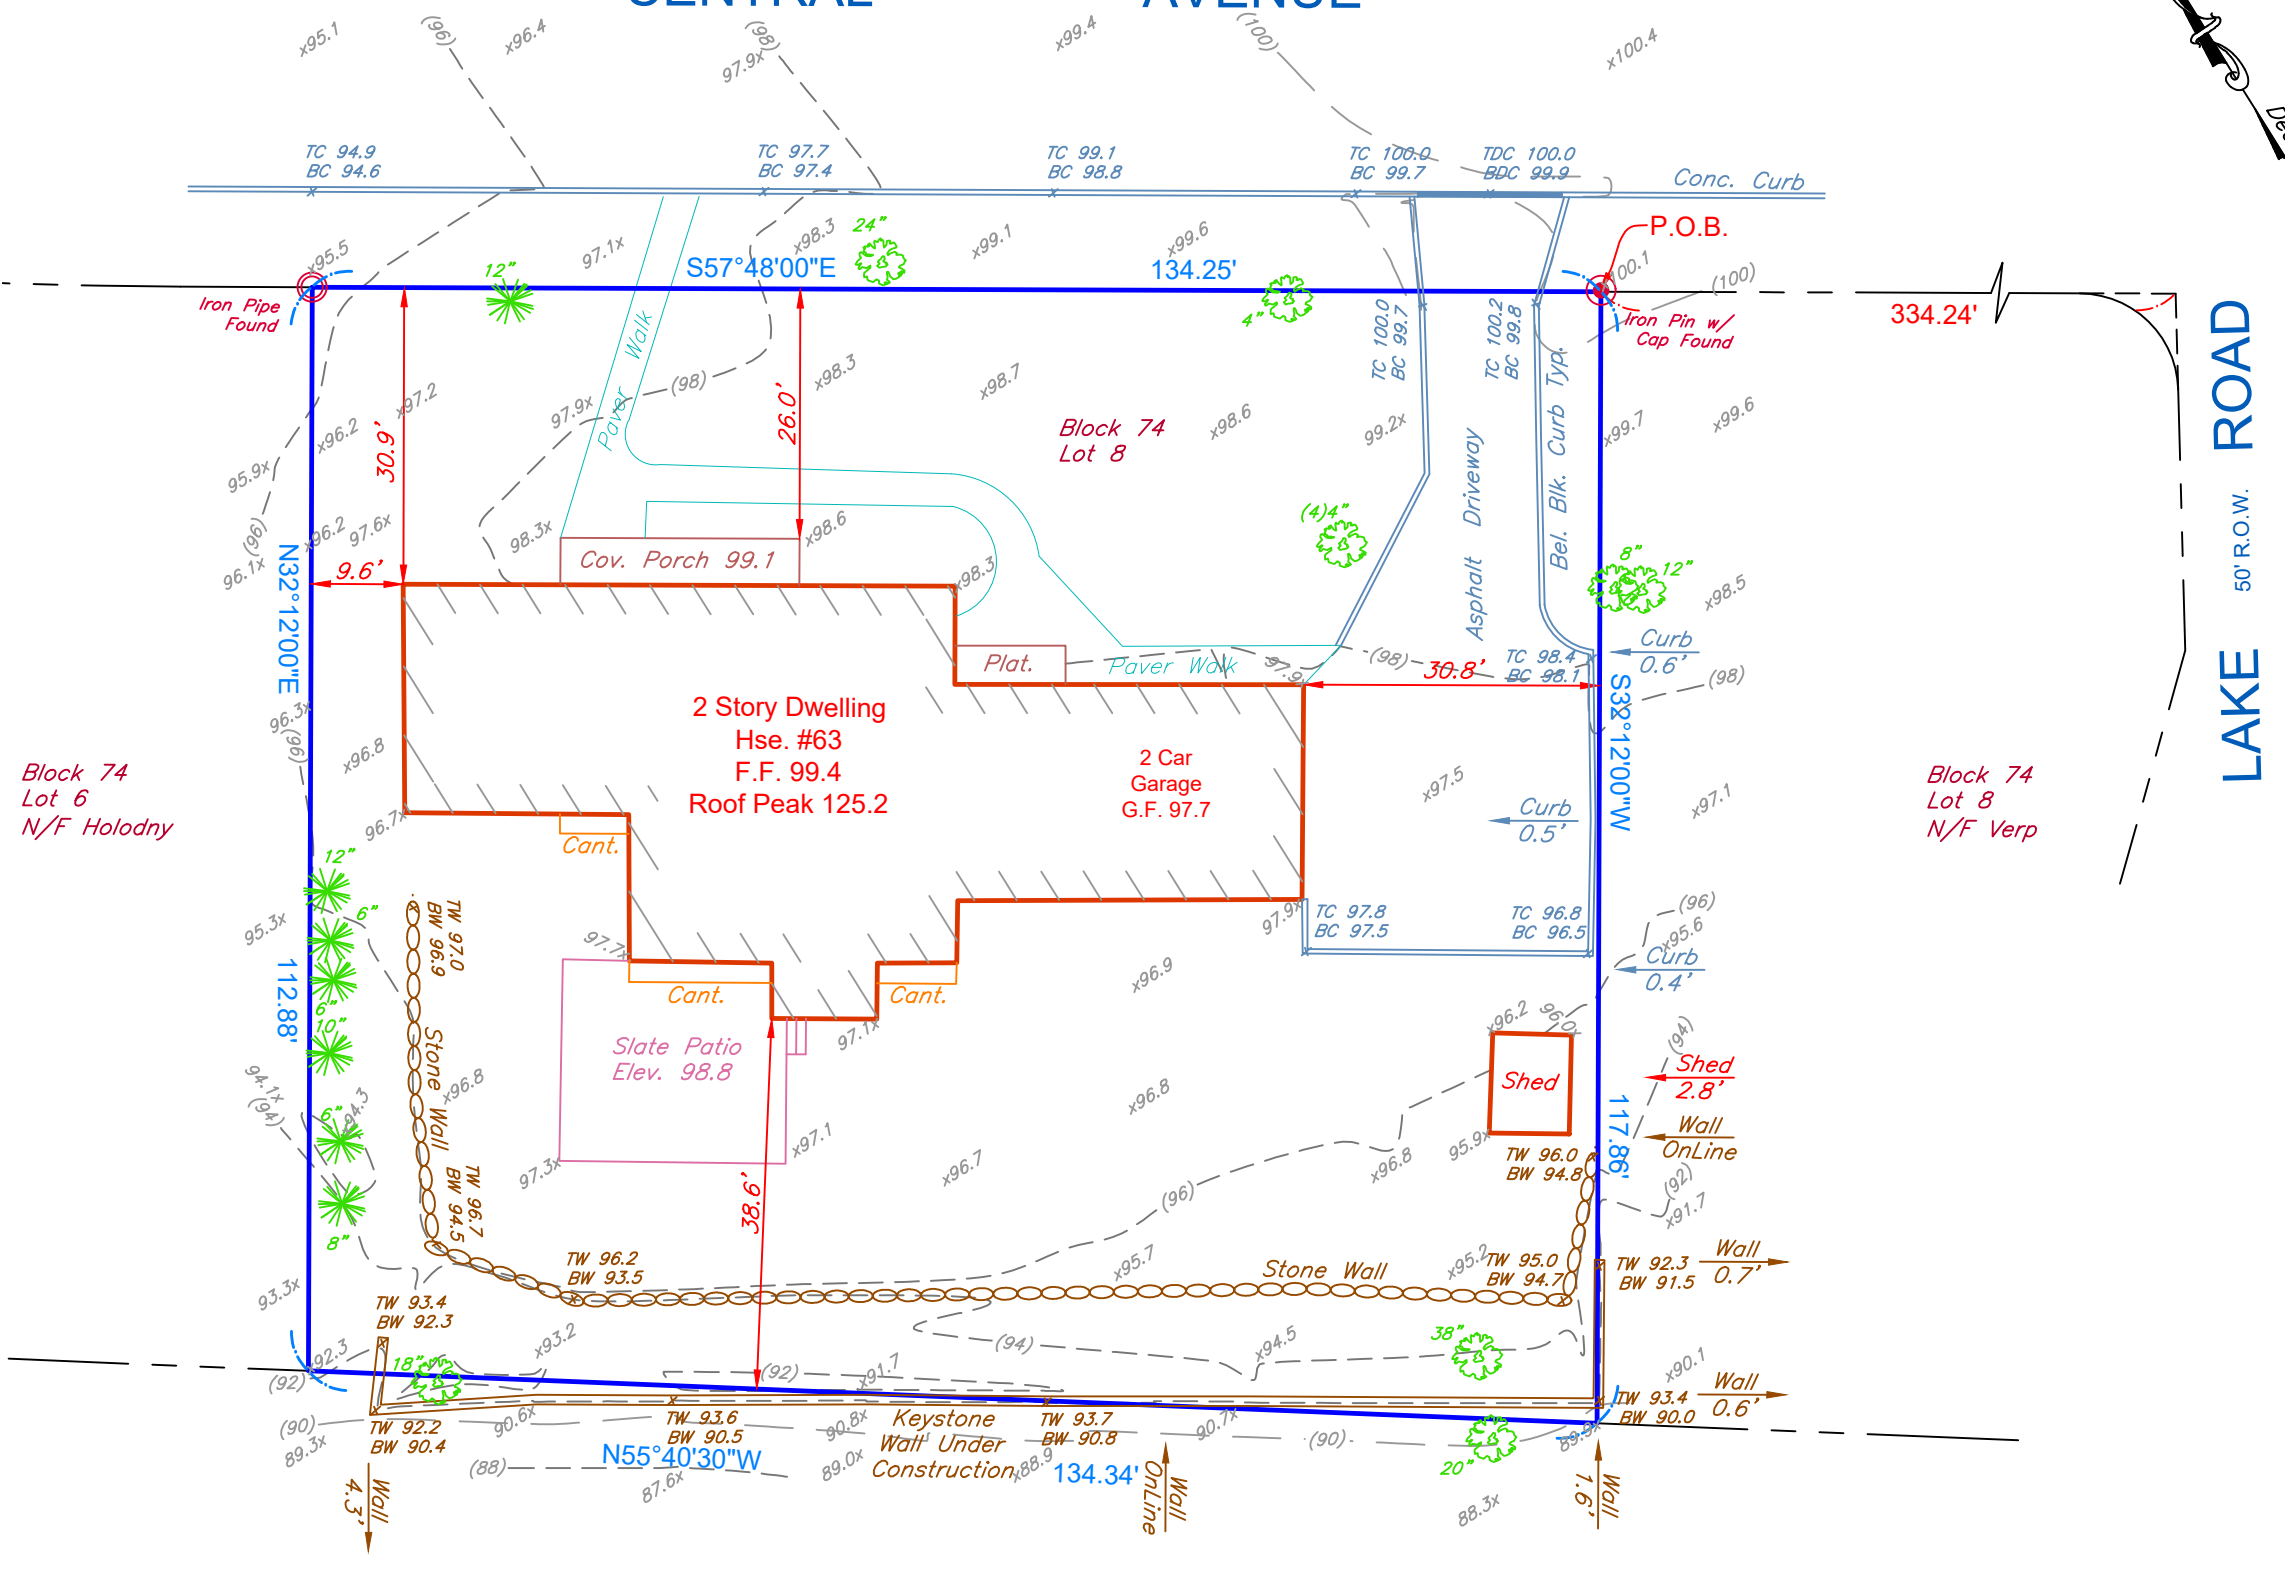 CENTRAL AVENUE
x95.1
(96)
x96.4
(98)
97.9x
x99.4
(100)
x100.4
TC 94.9
BC 94.6
TC 97.7
BC 97.4
TC 99.1
BC 98.8
TC 100.0
BC 99.7
TDC 100.0
BDC 99.9
Conc. Curb
P.O.B.
x95.5
12"
97.1x
x98.3
24"
x99.1
x99.6
x100.1
(100)
S57°48'00"E
134.25'
Iron Pipe
Found
4"
Iron Pin w/
Cap Found
334.24'
LAKE ROAD
50' R.O.W.
TC 100.0
BC 99.7
TC 100.2
BC 99.8
Paver Walk
(98)
x98.3
x98.7
x97.2
97.9x
x96.2
30.9'
26.0'
Block 74
Lot 8
x98.6
99.2x
x99.7
x99.6
Bel. Blk. Curb Typ.
Asphalt Driveway
95.9x
(96)
x96.2
97.6x
96.1x
98.3x
x98.6
(4)4"
8"
12"
x98.5
9.6'
Cov. Porch 99.1
x98.3
N32°12'00"E
Plat.
Paver Walk
97.9x
(98)
30.8'
TC 98.4
BC 98.1
Curb
0.6'
(98)
96.3x
(96)
x96.8
2 Story Dwelling
Hse. #63
F.F. 99.4
Roof Peak 125.2
2 Car
Garage
G.F. 97.7
x97.5
S32°12'00"W
x97.1
Block 74
Lot 6
N/F Holodny
Block 74
Lot 8
N/F Verp
Curb
0.5'
96.7x
Cant.
12"
6"
95.3x
TW 97.0
BW 96.9
97.7x
97.9x
TC 97.8
BC 97.5
TC 96.8
BC 96.5
(96)
x95.6
Curb
0.4'
112.88'
Cant.
Cant.
x96.9
6"
10"
Stone Wall
Slate Patio
Elev. 98.8
97.1x
x96.2
96.0x
(94)
Shed
Shed
2.8'
94.1x
(94)
x94.3
6"
x96.8
x96.8
117.86'
Wall
OnLine
x97.1
97.3x
x96.7
x96.8
95.9x
TW 96.0
BW 94.8
(92)
x91.7
TW 96.7
BW 94.5
38.6'
(96)
8"
TW 96.2
BW 93.5
x95.7
Stone Wall
x95.2
TW 95.0
BW 94.7
TW 92.3
BW 91.5
Wall
0.7'
93.3x
TW 93.4
BW 92.3
x92.3
(92)
18"
x93.2
(92)
x91.7
(94)
x94.5
38"
x90.1
TW 93.4
BW 90.0
Wall
0.6'
(90)
89.3x
TW 92.2
BW 90.4
90.6x
TW 93.6
BW 90.5
90.8x
Keystone
Wall Under
Construction
TW 93.7
BW 90.8
90.7x
(90)
89.9x
(88)
N55°40'30"W
87.6x
89.0x
x88.9
134.34'
20"
88.3x
Wall
4.3'
Wall
OnLine
Wall
1.6'